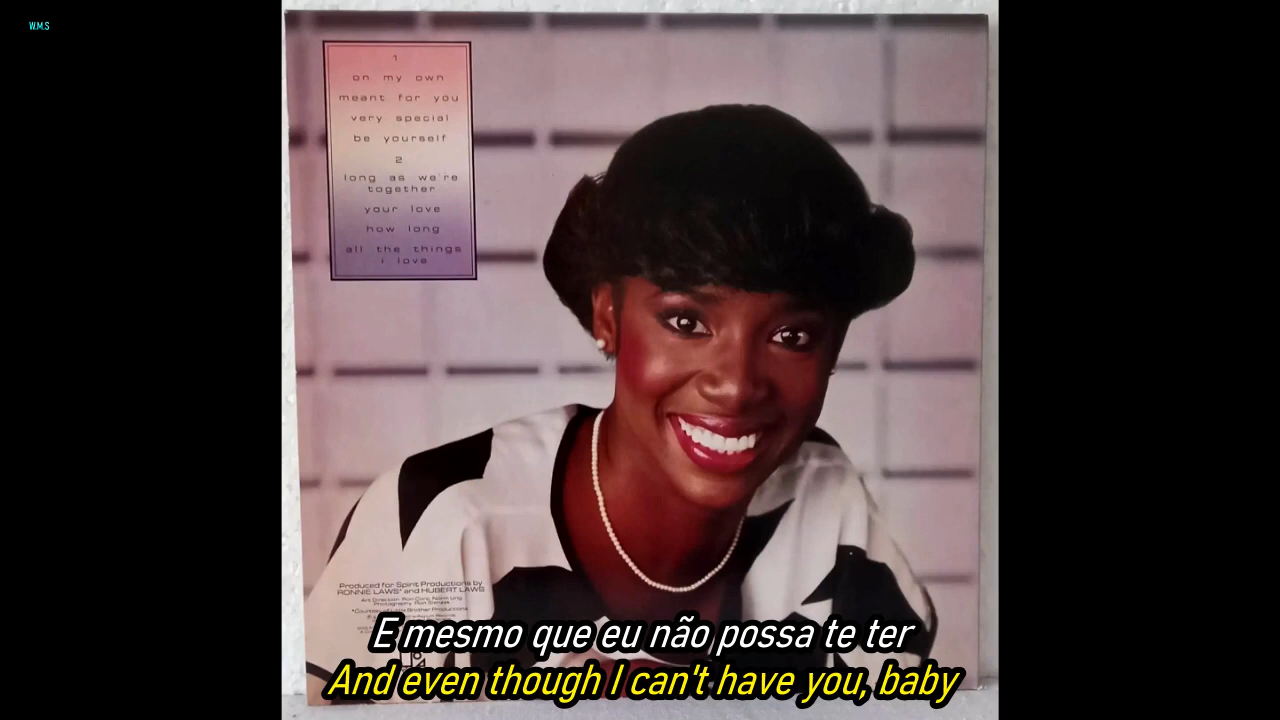 W.M.S
1
on my own
meant for you
very special
be yourself
2
long as we're
together
your love
how long
all the things
i love
Produced for Spirit Productions by
RONNIE LAWS* and HUBERT LAWS
E mesmo que eu não possa te ter
And even though I can't have you, baby